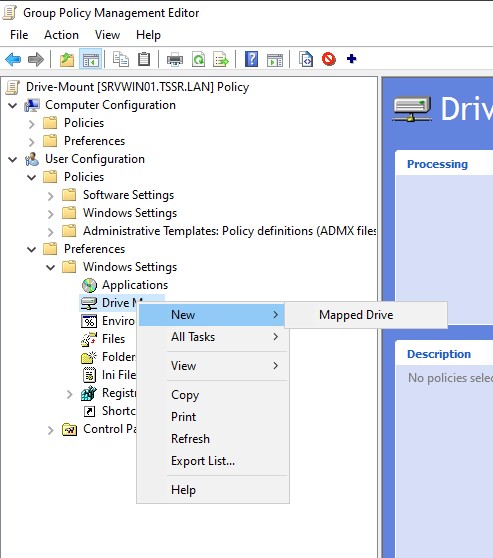 Group Policy Management Editor
File Action View Help
Drive-Mount [SRVWIN01.TSSR.LAN] Policy
Computer Configuration
Policies
Preferences
User Configuration
Policies
Software Settings
Windows Settings
Administrative Templates: Policy definitions (ADMX files
Preferences
Windows Settings
Applications
Drive M
Enviro
Files
Folder
Ini File
Registr
Shortc
Control Pa
New
Mapped Drive
All Tasks
View
Copy
Print
Refresh
Export List...
Help
Driv
Processing
Description
No policies selec